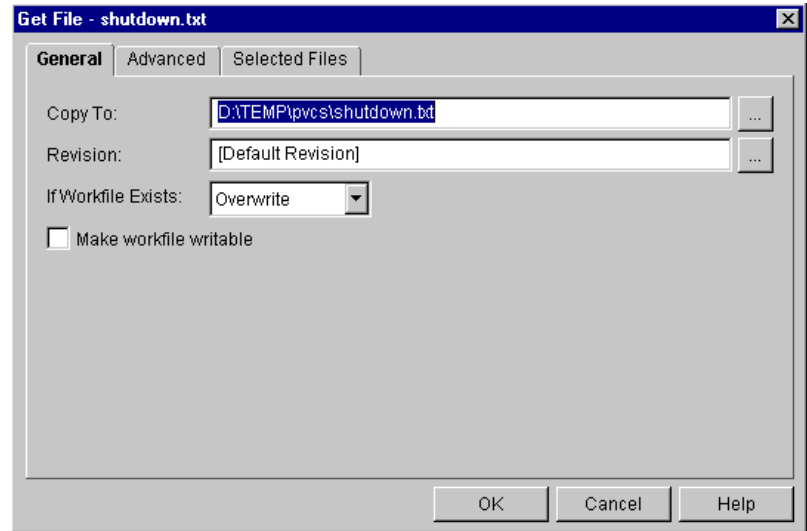 Get File - shutdown.txt
General Advanced Selected Files
Copy To: D:\TEMP\pvcs\shutdown.txt ...
Revision: [Default Revision] ...
If Workfile Exists: Overwrite
Make workfile writable
OK Cancel Help